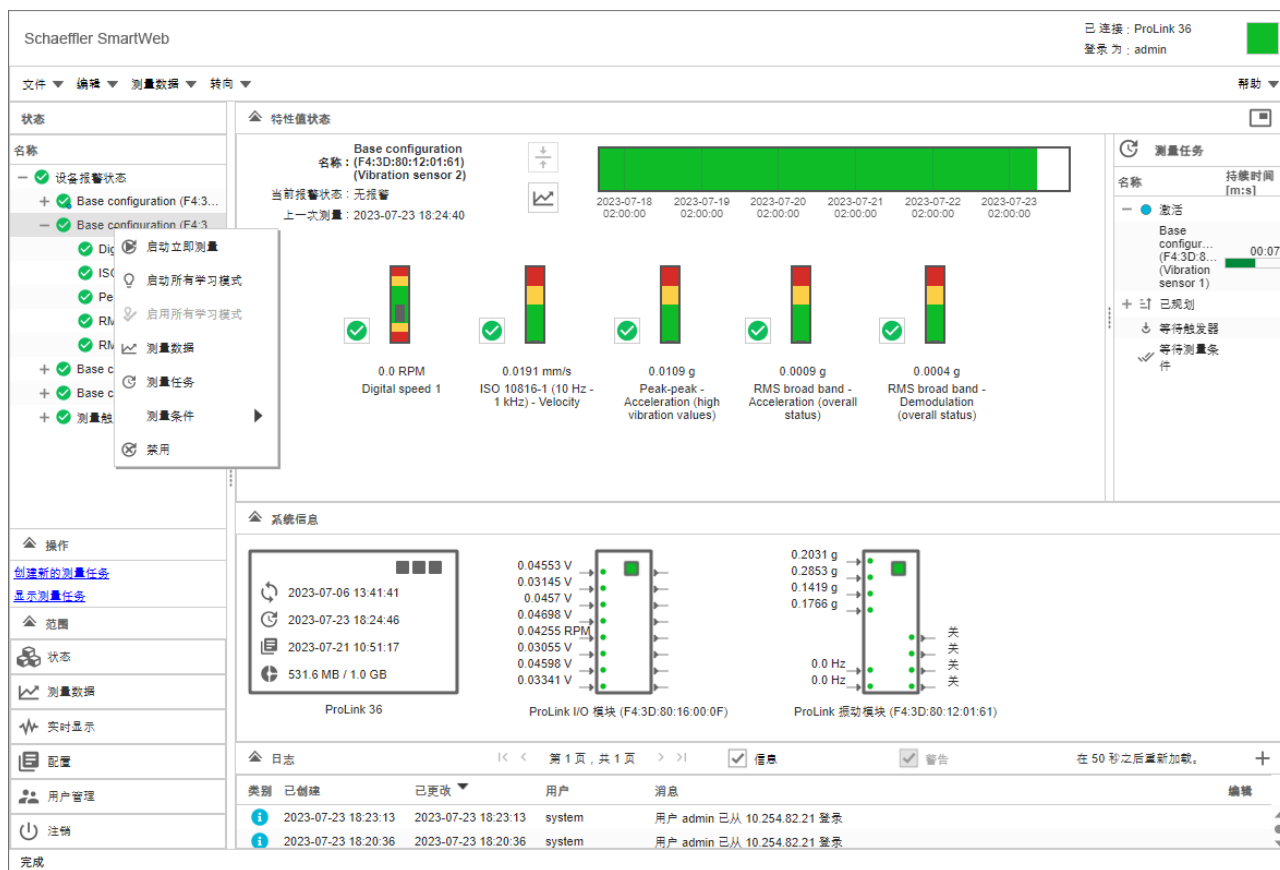 Schaeffler SmartWeb
已 连接 : ProLink 36
登录 为 : admin
文件 编辑 测量数据 转向 帮助
状态
名称
设备报警状态
Base configuration (F4:3...
Base configuration (F4:3
Dig
ISO
Pe
RM
RM
Base c
Base c
测量触
启动立即测量
启动所有学习模式
启用所有学习模式
测量数据
测量任务
测量条件
禁用
操作
创建新的测量任务
显示测量任务
范围
状态
测量数据
实时显示
配置
用户管理
注销
完成
特性值状态
名称 : Base configuration
(F4:3D:80:12:01:61)
(Vibration sensor 2)
当前报警状态 : 无报警
上一次测量 : 2023-07-23 18:24:40
2023-07-18 2023-07-19 2023-07-20 2023-07-21 2023-07-22 2023-07-23
02:00:00 02:00:00 02:00:00 02:00:00 02:00:00 02:00:00
0.0 RPM
Digital speed 1
0.0191 mm/s
ISO 10816-1 (10 Hz -
1 kHz) - Velocity
0.0109 g
Peak-peak -
Acceleration (high
vibration values)
0.0009 g
RMS broad band -
Acceleration (overall
status)
0.0004 g
RMS broad band -
Demodulation
(overall status)
测量任务
名称 持续时间
[m:s]
激活
Base
configur...
(F4:3D:8...
(Vibration
sensor 1)
00:07
已规划
等待触发器
等待测量条
件
系统信息
2023-07-06 13:41:41
2023-07-23 18:24:46
2023-07-21 10:51:17
531.6 MB / 1.0 GB
ProLink 36
0.04553 V
0.03145 V
0.0457 V
0.04698 V
0.04255 RPM
0.03055 V
0.04598 V
0.03341 V
ProLink I/O 模块 (F4:3D:80:16:00:0F)
0.2031 g
0.2853 g
0.1419 g
0.1766 g
0.0 Hz
0.0 Hz
关
关
关
关
ProLink 振动模块 (F4:3D:80:12:01:61)
日志 第 1 页 , 共 1 页 信息 警告 在 50 秒之后重新加载。
类别 已创建 已更改 用户 消息 编辑
2023-07-23 18:23:13 2023-07-23 18:23:13 system 用户 admin 已从 10.254.82.21 登录
2023-07-23 18:20:36 2023-07-23 18:20:36 system 用户 admin 已从 10.254.82.21 登录